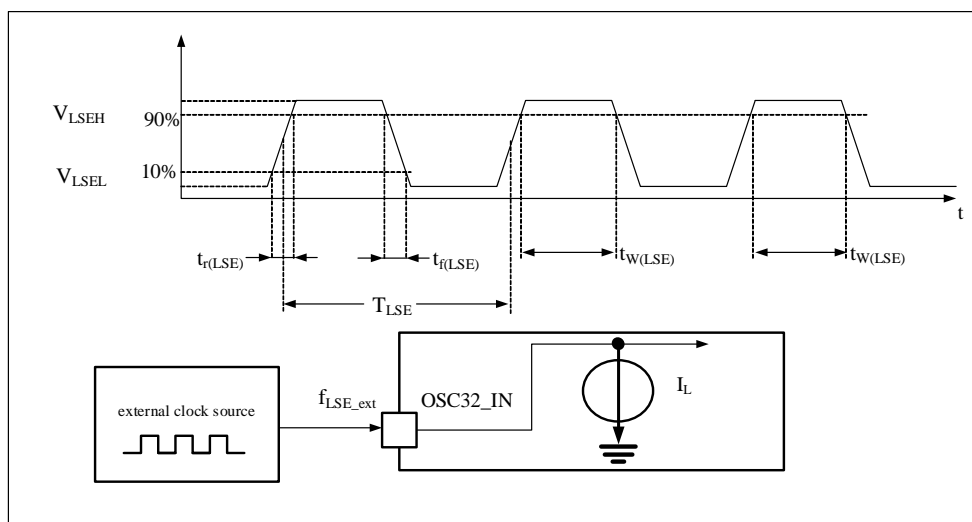 V_LSEH
90%
V_LSEL
10%
t
t_r(LSE)
t_f(LSE)
t_W(LSE)
t_W(LSE)
T_LSE
external clock source
f_LSE_ext
OSC32_IN
I_L